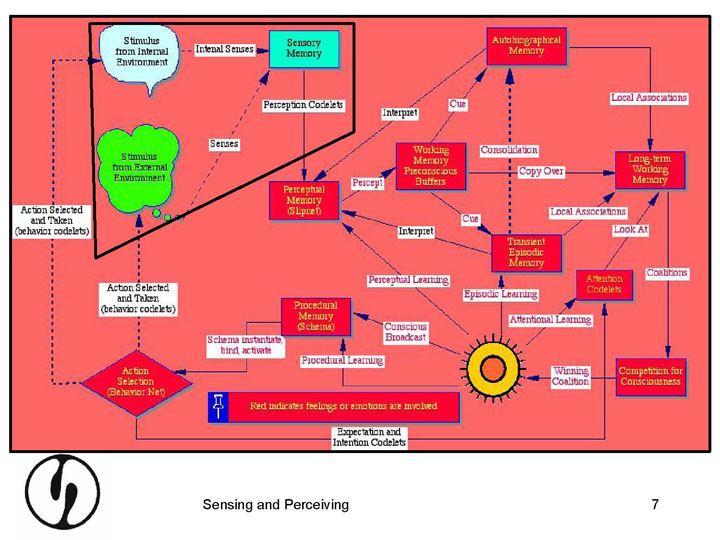 Stimulus
from Internal
Environment
Intenal Senses
Sensory
Memory
Autobiographical
Memory
Local Associations
Perception Codelets
Interpret
Cue
Senses
Stimulus
from External
Environment
Working
Memory
Preconscious
Buffers
Consolidation
Copy Over
Long-term
Working
Memory
Percept
Perceptual
Memory
(Slipnet)
Action Selected
and Taken
(behavior codelets)
Cue
Local Associations
Interpret
Look At
Transient
Episodic
Memory
Perceptual Learning
Attention
Codelets
Coalitions
Action Selected
and Taken
(behavior codelets)
Episodic Learning
Procedural
Memory
(Schema)
Conscious
Broadcast
Attentional Learning
Schema instantiate,
bind, activate
Procedural Learning
Action
Selection
(Behavior Net)
Winning
Coalition
Competition for
Consciousness
Red indicates feelings or emotions are involved
Expectation and
Intention Codelets
Sensing and Perceiving
7